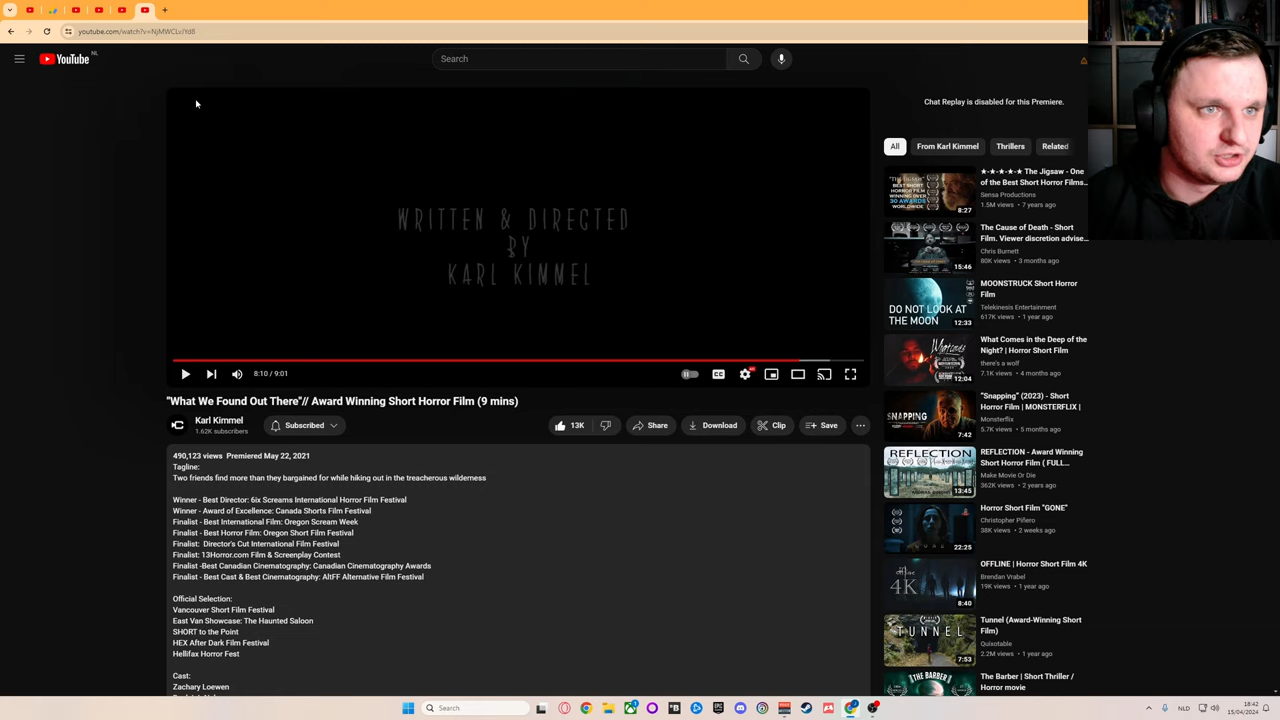 youtube.com/watch?v=NjMWCLvJYd8
YouTube NL
Search
WRITTEN & DIRECTED
BY
KARL KIMMEL
8:10 / 9:01
"What We Found Out There"// Award Winning Short Horror Film (9 mins)
Karl Kimmel
1.62K subscribers
Subscribed
13K
Share
Download
Clip
Save
490,123 views Premiered May 22, 2021
Tagline:
Two friends find more than they bargained for while hiking out in the treacherous wilderness
Winner - Best Director: 6ix Screams International Horror Film Festival
Winner - Award of Excellence: Canada Shorts Film Festival
Finalist - Best International Film: Oregon Scream Week
Finalist - Best Horror Film: Oregon Short Film Festival
Finalist: Director's Cut International Film Festival
Finalist: 13Horror.com Film & Screenplay Contest
Finalist -Best Canadian Cinematography: Canadian Cinematography Awards
Finalist - Best Cast & Best Cinematography: AltFF Alternative Film Festival
Official Selection:
Vancouver Short Film Festival
East Van Showcase: The Haunted Saloon
SHORT to the Point
HEX After Dark Film Festival
Hellifax Horror Fest
Cast:
Zachary Loewen
Chat Replay is disabled for this Premiere.
All
From Karl Kimmel
Thrillers
Related
★-★-★-★-★ The Jigsaw - One
of the Best Short Horror Films...
Sensa Productions
1.5M views • 7 years ago
"THE JIGSAW"
BEST SHORT
HORROR FILM
WINNING OVER
30 AWARDS
WORLDWIDE
8:27
The Cause of Death - Short
Film. Viewer discretion advise...
Chris Burnett
80K views • 3 months ago
15:46
MOONSTRUCK Short Horror
Film
Telekinesis Entertainment
617K views • 1 year ago
DO NOT LOOK AT
THE MOON
12:33
What Comes in the Deep of the
Night? | Horror Short Film
there's a wolf
7.1K views • 4 months ago
12:04
"Snapping" (2023) - Short
Horror Film | MONSTERFLIX |
Monsterflix
5.7K views • 5 months ago
SNAPPING
7:42
REFLECTION - Award Winning
Short Horror Film ( FULL...
Make Movie Or Die
362K views • 2 years ago
REFLECTION
13:45
Horror Short Film "GONE"
Christopher Piñero
38K views • 2 weeks ago
22:25
OFFLINE | Horror Short Film 4K
Brendan Vrabel
19K views • 1 year ago
4K
8:40
Tunnel (Award-Winning Short
Film)
Quixotable
2.2M views • 1 year ago
TUNNEL
7:53
The Barber | Short Thriller /
Horror movie
THE BARBER
Search
NLD
18:42
15/04/2024